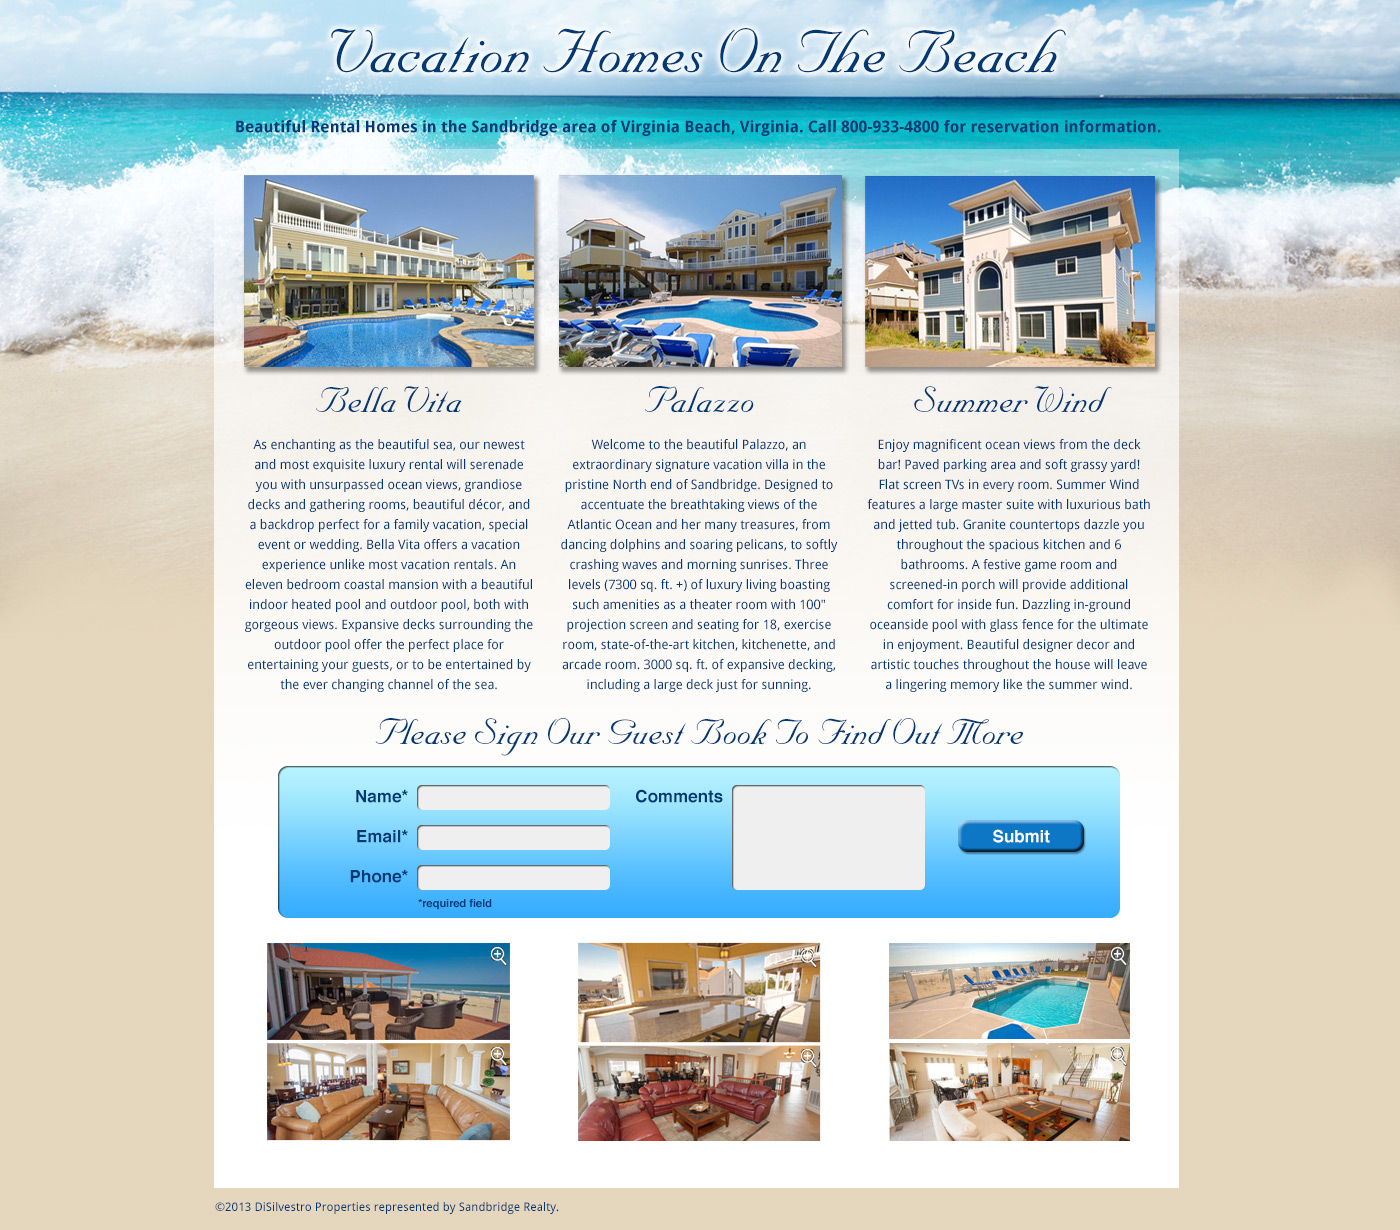 Vacation Homes On The Beach
Beautiful Rental Homes in the Sandbridge area of Virginia Beach, Virginia. Call 800-933-4800 for reservation information.
Bella Vita
As enchanting as the beautiful sea, our newest
and most exquisite luxury rental will serenade
you with unsurpassed ocean views, grandiose
decks and gathering rooms, beautiful décor, and
a backdrop perfect for a family vacation, special
event or wedding. Bella Vita offers a vacation
experience unlike most vacation rentals. An
eleven bedroom coastal mansion with a beautiful
indoor heated pool and outdoor pool, both with
gorgeous views. Expansive decks surrounding the
outdoor pool offer the perfect place for
entertaining your guests, or to be entertained by
the ever changing channel of the sea.
Palazzo
Welcome to the beautiful Palazzo, an
extraordinary signature vacation villa in the
pristine North end of Sandbridge. Designed to
accentuate the breathtaking views of the
Atlantic Ocean and her many treasures, from
dancing dolphins and soaring pelicans, to softly
crashing waves and morning sunrises. Three
levels (7300 sq. ft. +) of luxury living boasting
such amenities as a theater room with 100"
projection screen and seating for 18, exercise
room, state-of-the-art kitchen, kitchenette, and
arcade room. 3000 sq. ft. of expansive decking,
including a large deck just for sunning.
Summer Wind
Enjoy magnificent ocean views from the deck
bar! Paved parking area and soft grassy yard!
Flat screen TVs in every room. Summer Wind
features a large master suite with luxurious bath
and jetted tub. Granite countertops dazzle you
throughout the spacious kitchen and 6
bathrooms. A festive game room and
screened-in porch will provide additional
comfort for inside fun. Dazzling in-ground
oceanside pool with glass fence for the ultimate
in enjoyment. Beautiful designer decor and
artistic touches throughout the house will leave
a lingering memory like the summer wind.
Please Sign Our Guest Book To Find Out More
Name*
Email*
Phone*
*required field
Comments
Submit
©2013 DiSilvestro Properties represented by Sandbridge Realty.